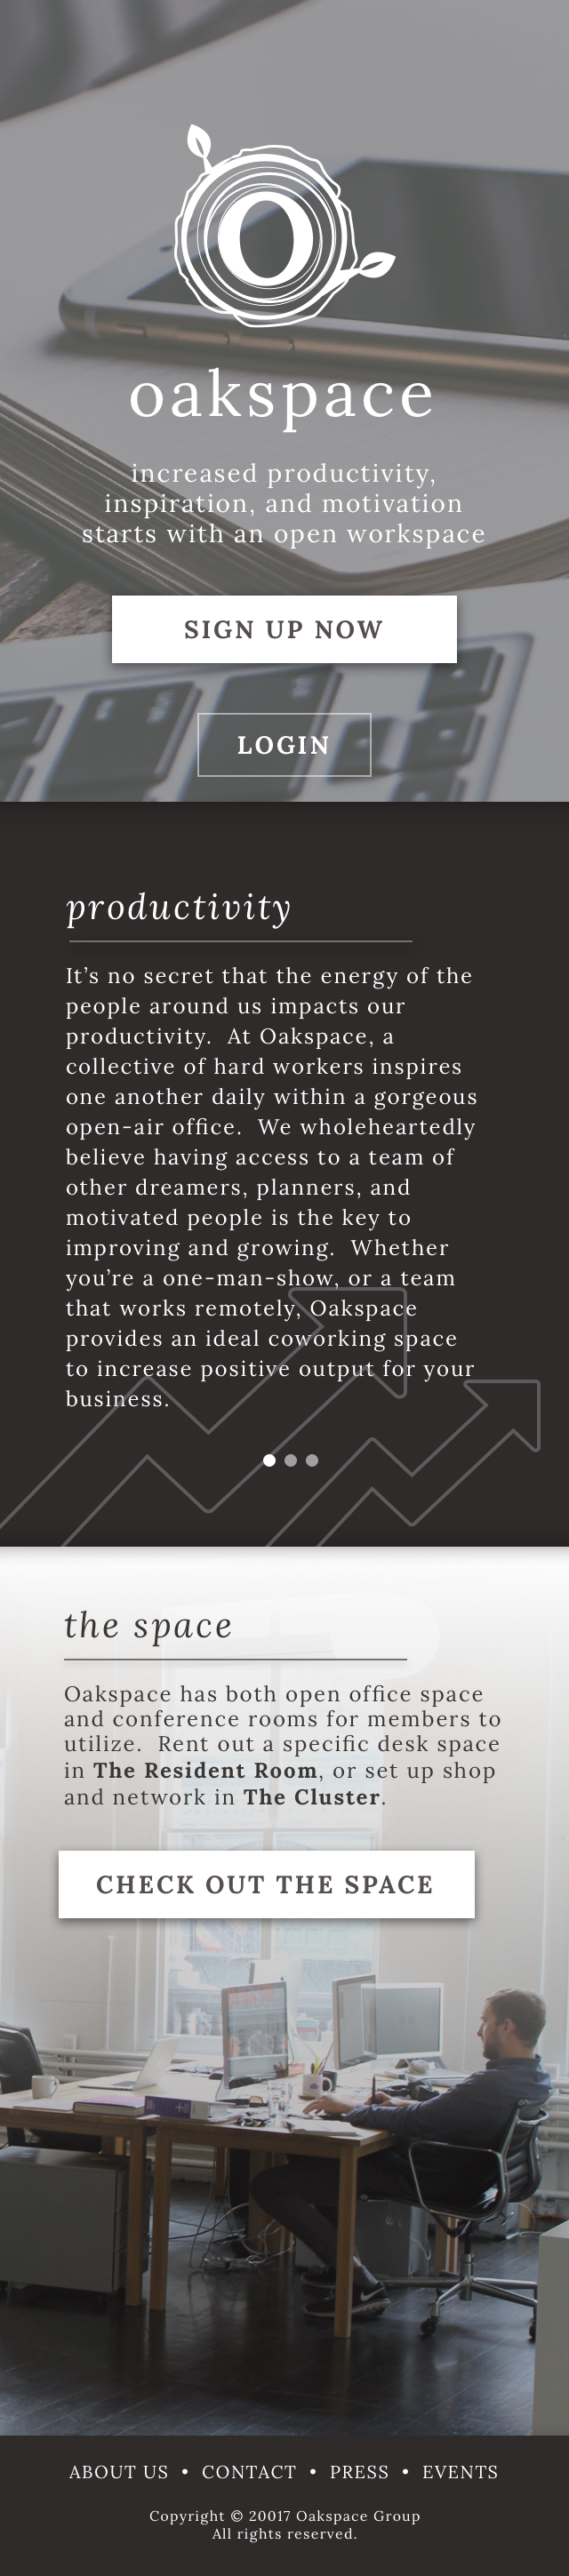 O
oakspace
increased productivity,
inspiration, and motivation
starts with an open workspace
SIGN UP NOW
LOGIN
productivity
It’s no secret that the energy of the
people around us impacts our
productivity.  At Oakspace, a
collective of hard workers inspires
one another daily within a gorgeous
open-air office.  We wholeheartedly
believe having access to a team of
other dreamers, planners, and
motivated people is the key to
improving and growing.  Whether
you’re a one-man-show, or a team
that works remotely, Oakspace
provides an ideal coworking space
to increase positive output for your
business.
the space
Oakspace has both open office space
and conference rooms for members to
utilize.  Rent out a specific desk space
in The Resident Room, or set up shop
and network in The Cluster.
CHECK OUT THE SPACE
ABOUT US • CONTACT • PRESS • EVENTS
Copyright © 20017 Oakspace Group
All rights reserved.